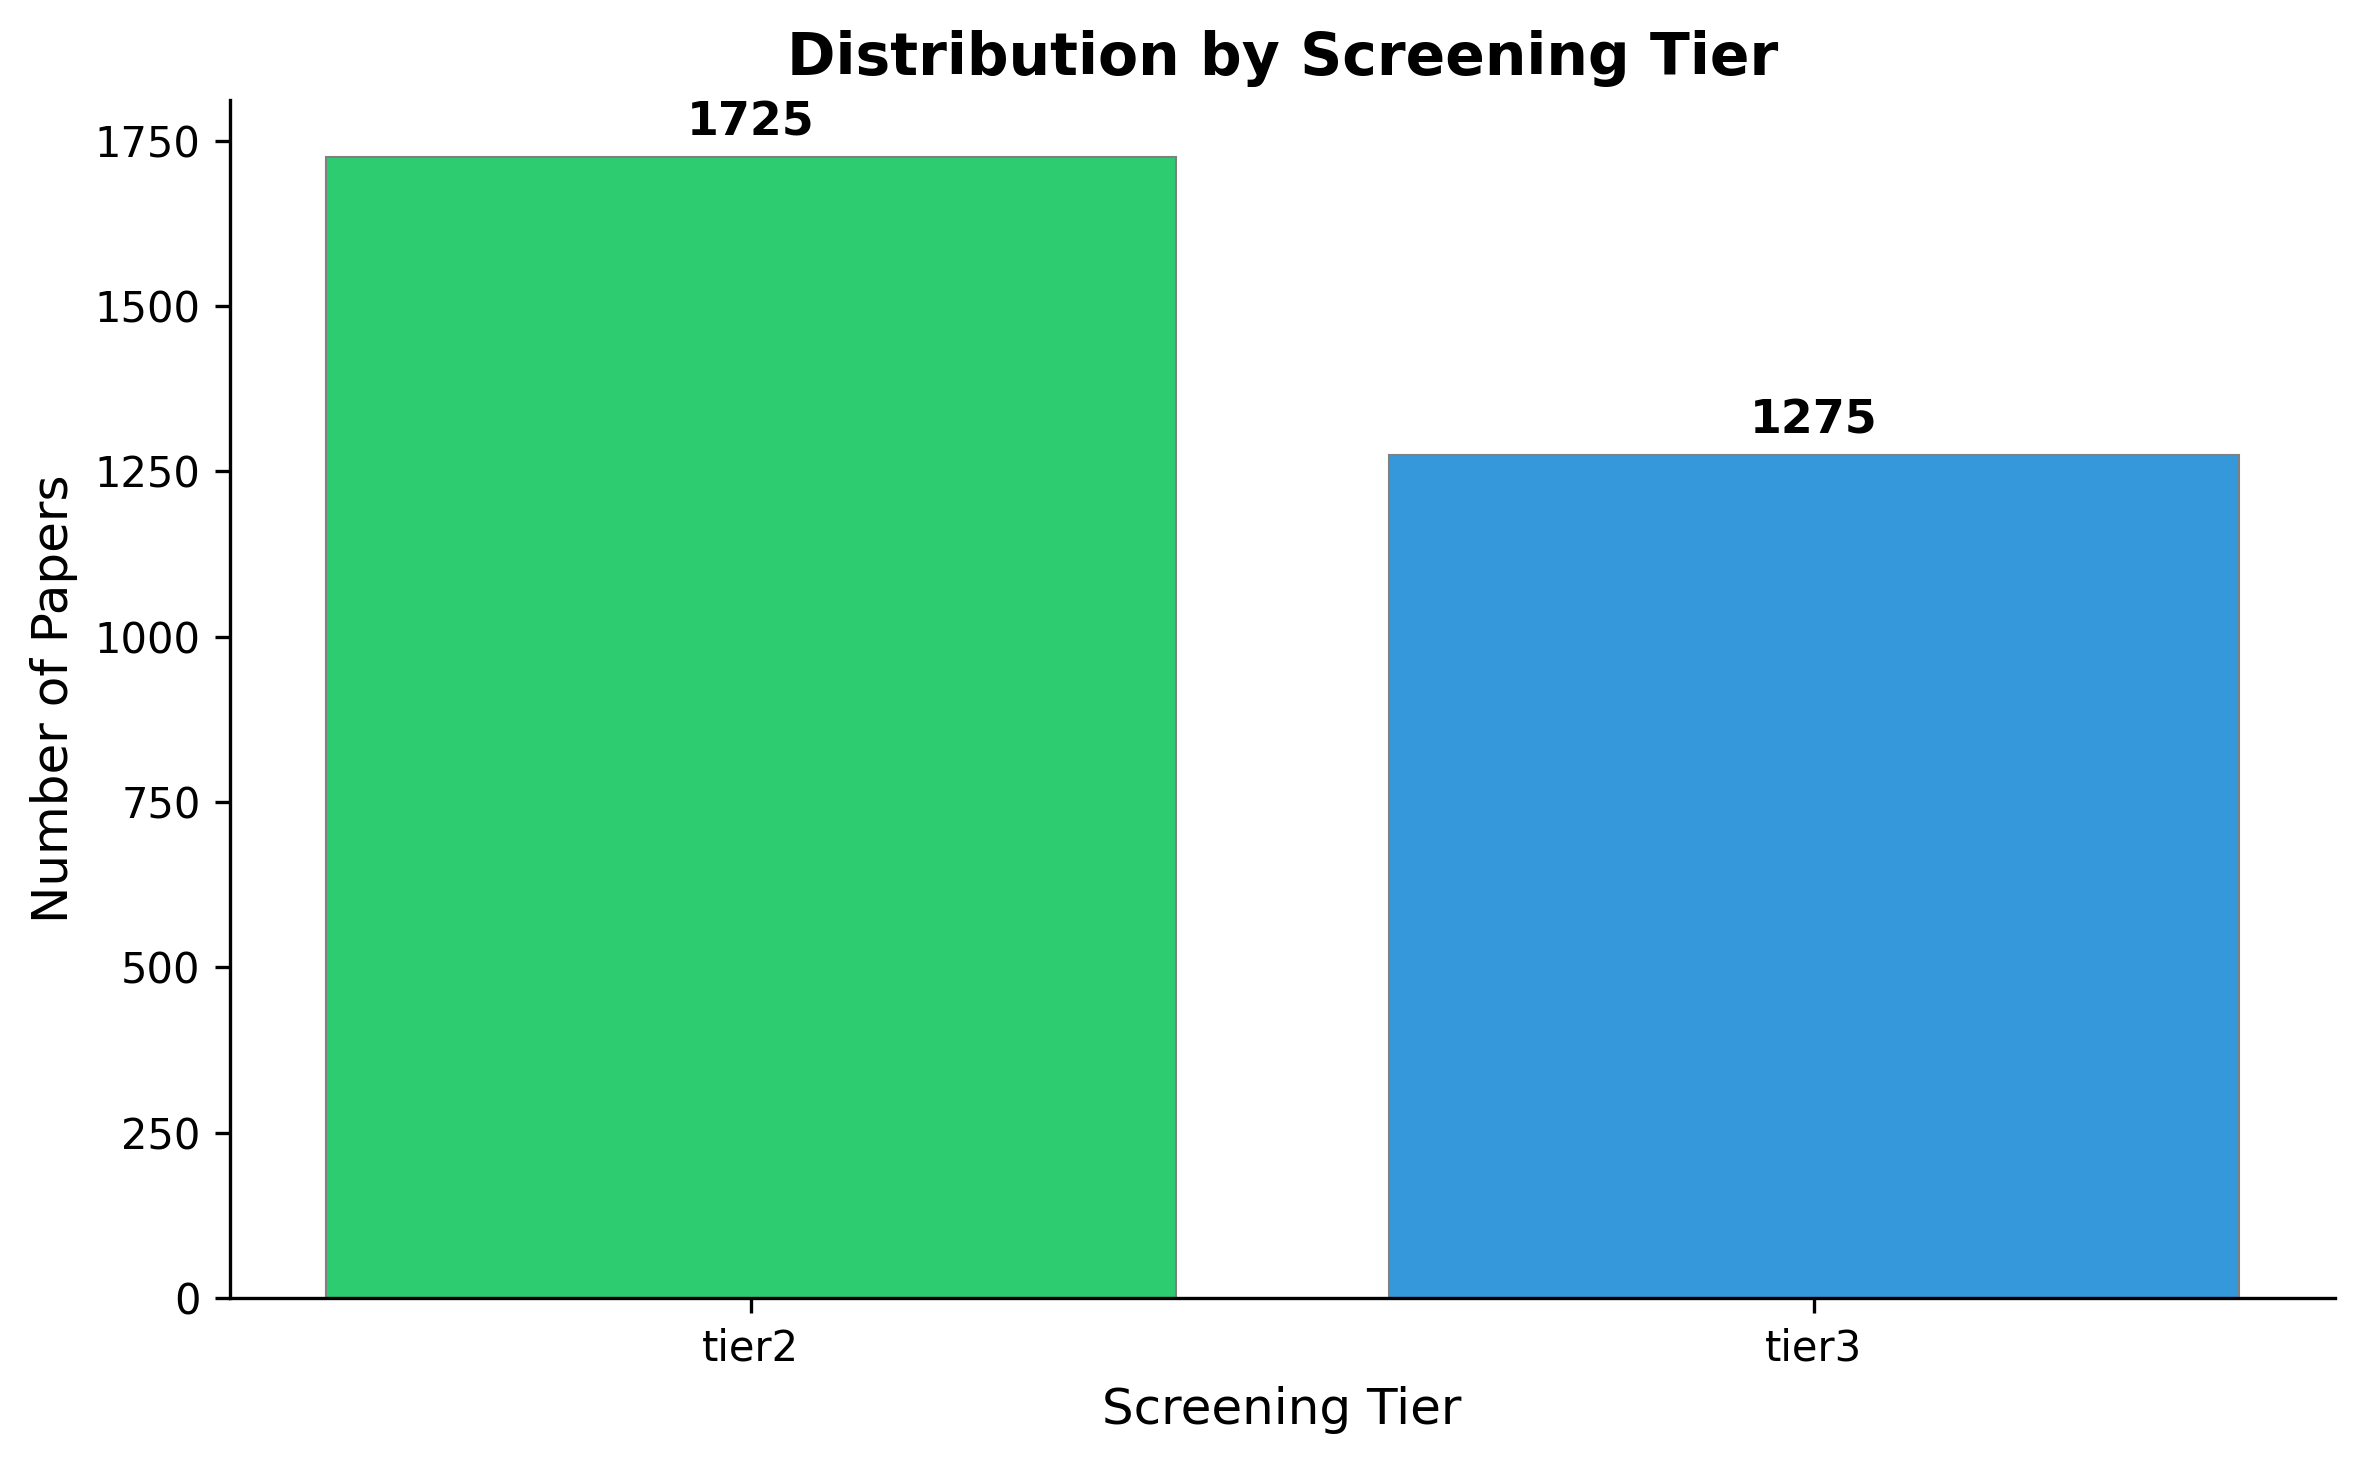 Distribution by Screening Tier
1725
1275
Number of Papers
1750
1500
1250
1000
750
500
250
0
tier2
tier3
Screening Tier